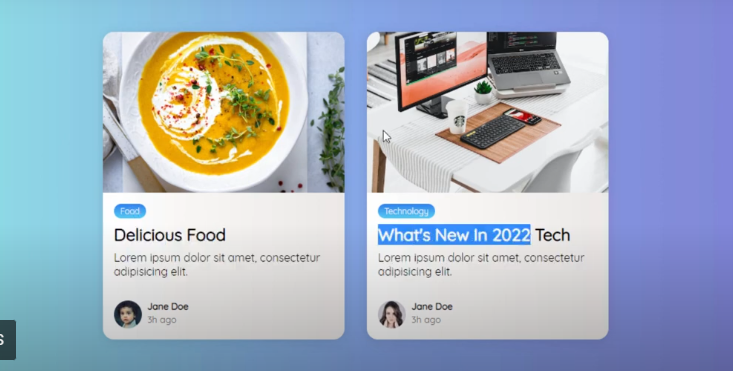 Food
Delicious Food
Lorem ipsum dolor sit amet, consectetur
adipisicing elit.
Jane Doe
3h ago
Technology
What's New In 2022 Tech
Lorem ipsum dolor sit amet, consectetur
adipisicing elit.
Jane Doe
3h ago
S